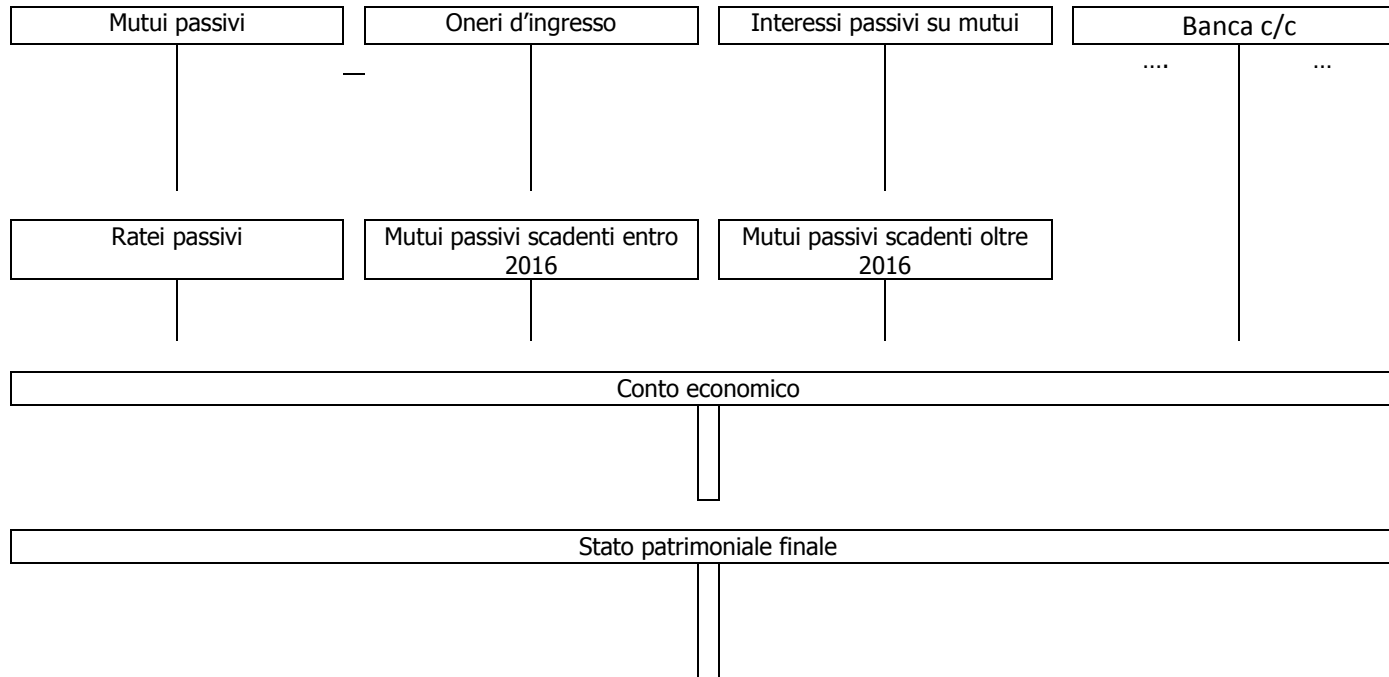 Mutui passivi
Oneri d'ingresso
Interessi passivi su mutui
Banca c/c
….
…
Ratei passivi
Mutui passivi scadenti entro
2016
Mutui passivi scadenti oltre
2016
Conto economico
Stato patrimoniale finale